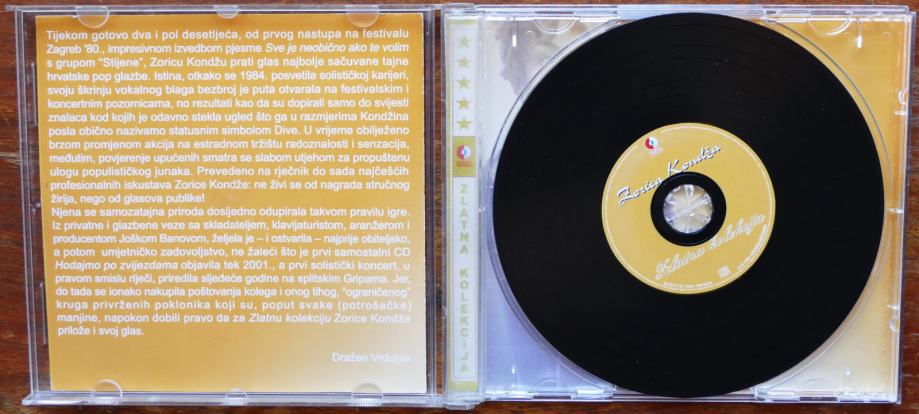 Tijekom gotovo dva i pol desetljeća, od prvog nastupa na festivalu
Zagreb '80., impresivnom izvedbom pjesme Sve je neobično ako te volim
s grupom "Stijene", Zoricu Kondžu prati glas najbolje sačuvane tajne
hrvatske pop glazbe. Istina, otkako se 1984. posvetila solističkoj karijeri,
svoju škrinju vokalnog blaga bezbroj je puta otvarala na festivalskim i
koncertnim pozornicama, no rezultati kao da su dopirali samo do svijesti
znalaca kod kojih je odavno stekla ugled što ga u razmjerima Kondžina
posla obično nazivamo statusnim simbolom Dive. U vrijeme obilježeno
brzom promjenom akcija na estradnom tržištu radoznalosti i senzacija,
međutim, povjerenje upućenih smatra se slabom utjehom za propuštenu
ulogu populističkog junaka. Prevedeno na rječnik do sada najčešćih
profesionalnih iskustava Zorice Kondže: ne živi se od nagrada stručnog
žirija, nego od glasova publike!
Njena se samozatajna priroda dosljedno odupirala takvom pravilu igre.
Iz privatne i glazbene veze sa skladateljem, klavijaturistom, aranžerom i
producentom Joškom Banovom, željela je – i ostvarila – najprije obiteljsko,
a potom umjetničko zadovoljstvo, ne žaleći što je prvi samostalni CD
Hodajmo po zvijezdama objavila tek 2001., a prvi solistički koncert, u
pravom smislu riječi, priredila sljedeće godine na splitskim Gripama. Jer,
do tada se ionako nakupila poštovanja kolega i onog tihog, "ograničenog"
kruga privrženih poklonika koji su, poput svake (potrošačke)
manjine, napokon dobili pravo da za Zlatnu kolekciju Zorice Kondže
prilože i svoj glas.
Dražen Vrdoljak
ZLATNA KOLEKCIJA
Zorica Kondža
Zlatna kolekcija